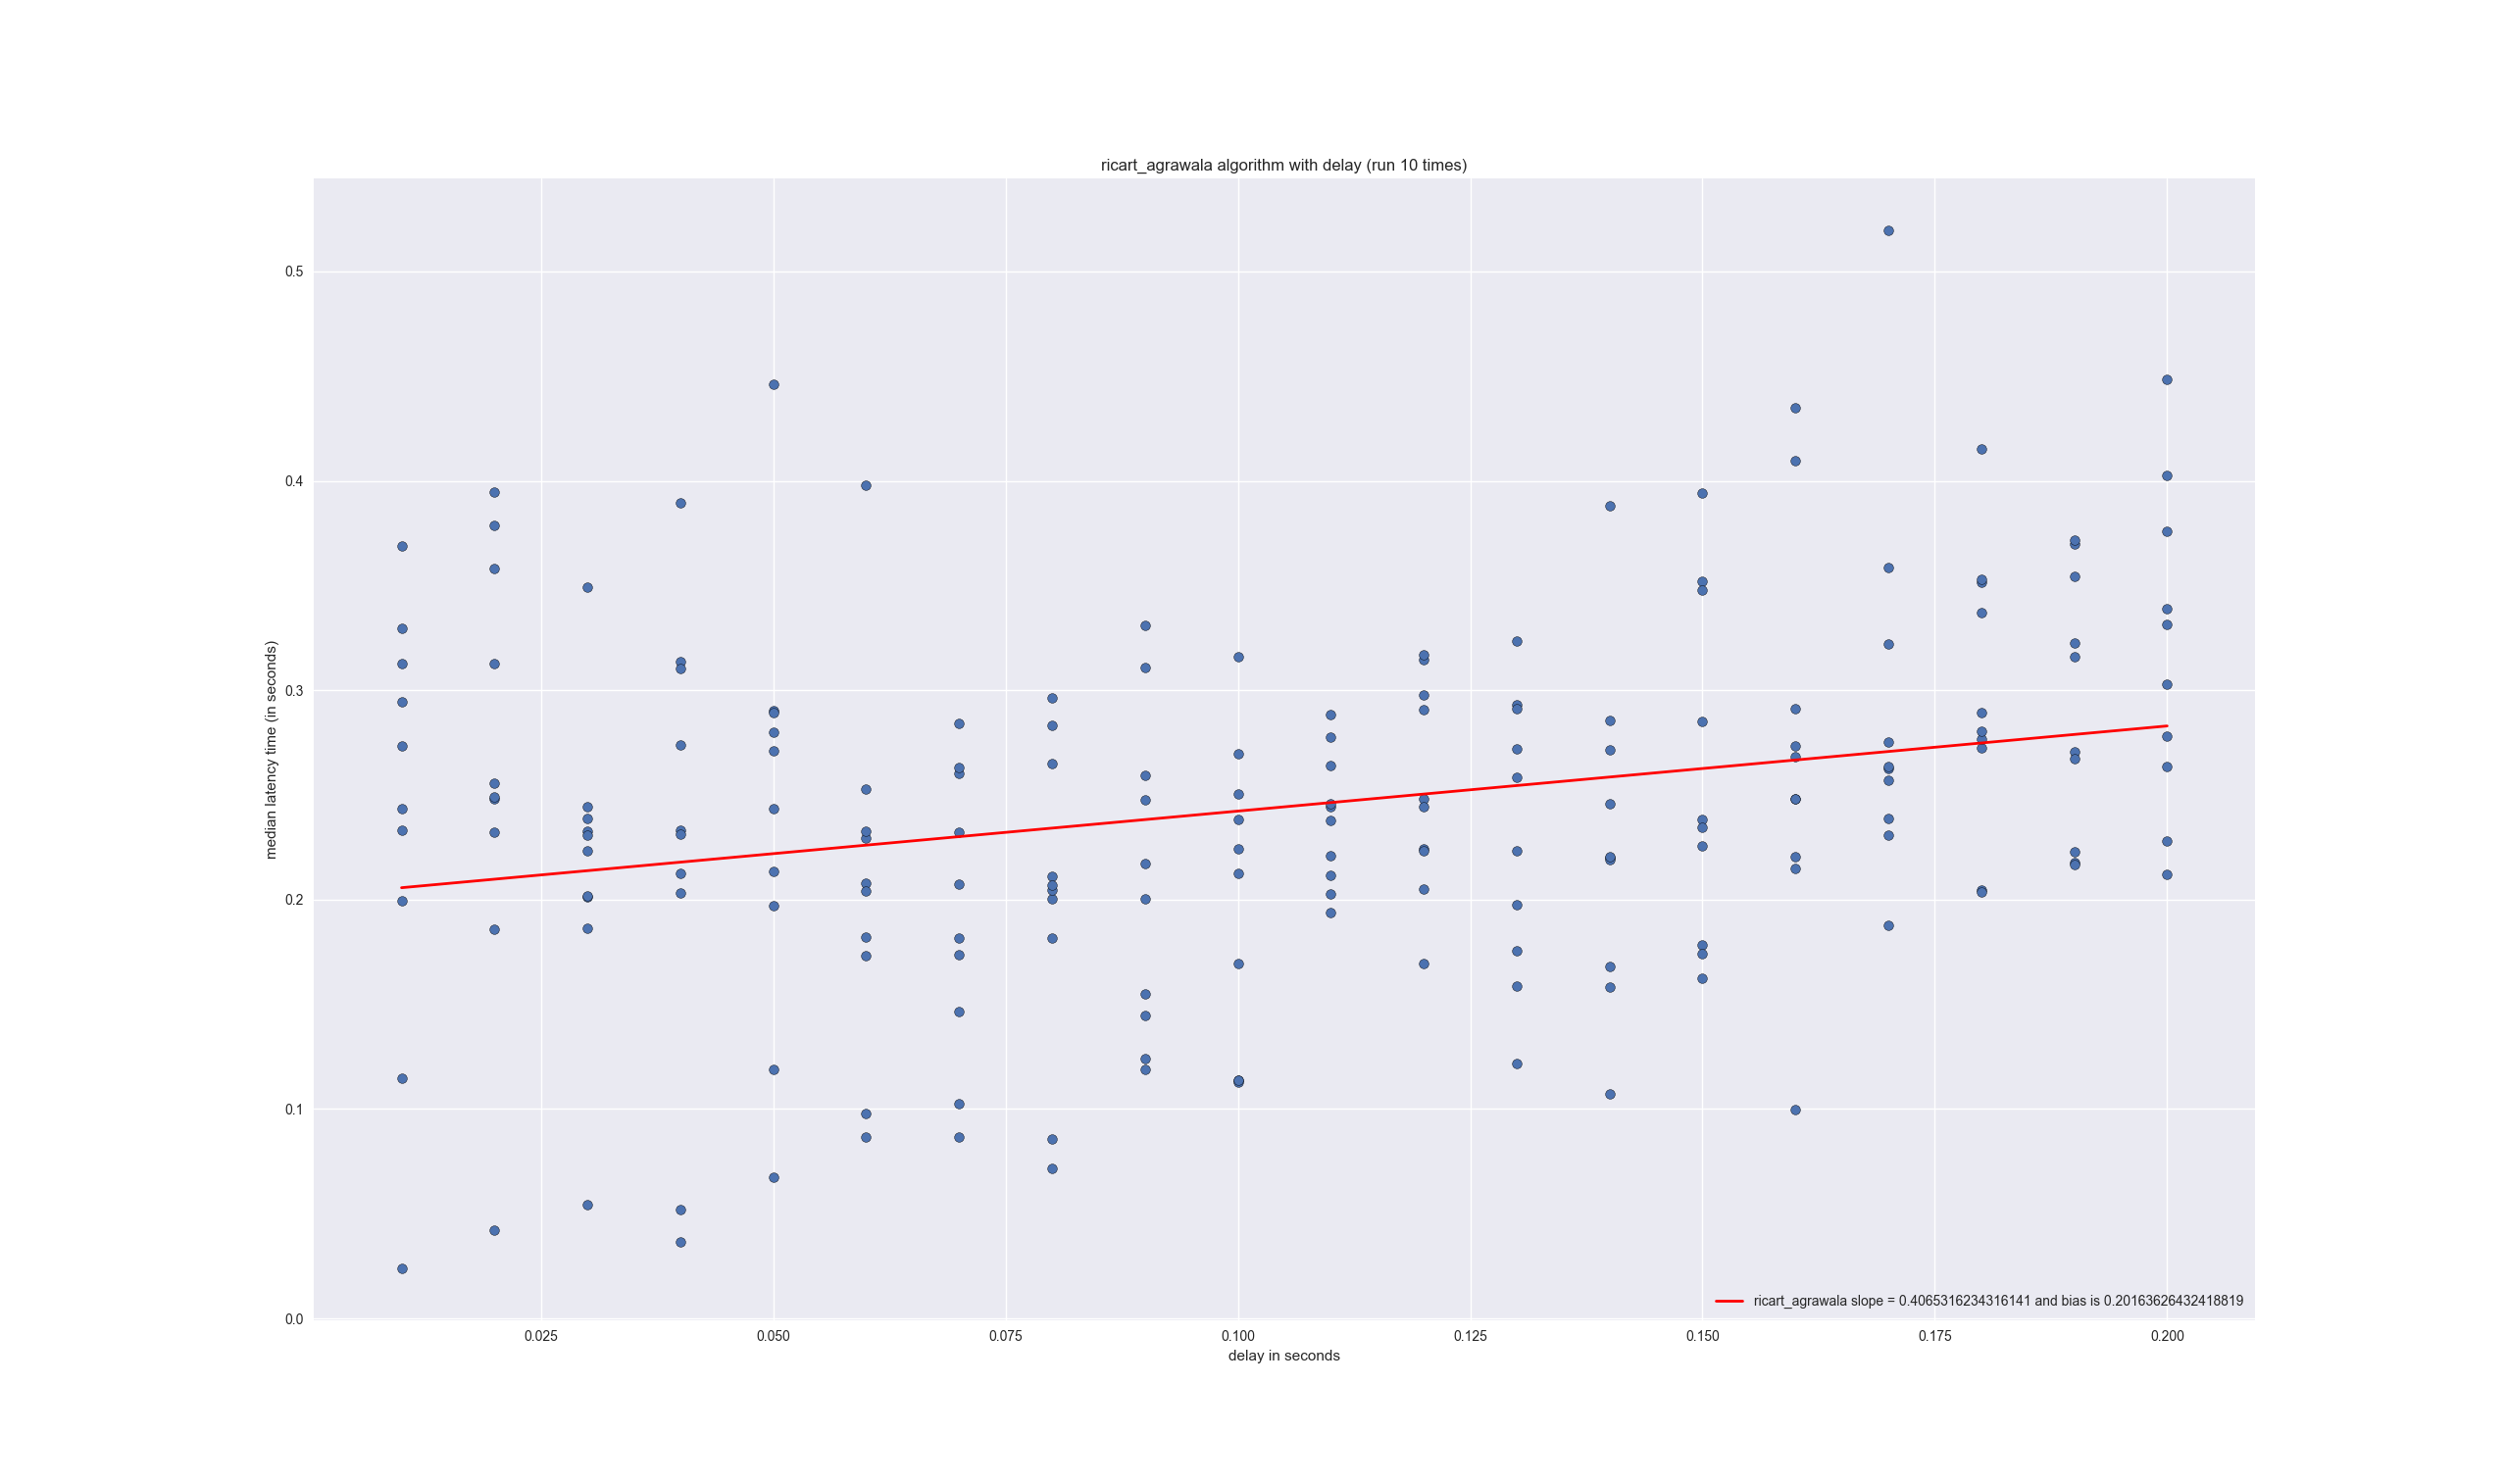 ricart_agrawala algorithm with delay (run 10 times)
median latency time (in seconds)
0.5
0.4
0.3
0.2
0.1
0.0
ricart_agrawala slope = 0.4065316234316141 and bias is 0.20163626432418819
0.025 0.050 0.075 0.100 0.125 0.150 0.175 0.200
delay in seconds